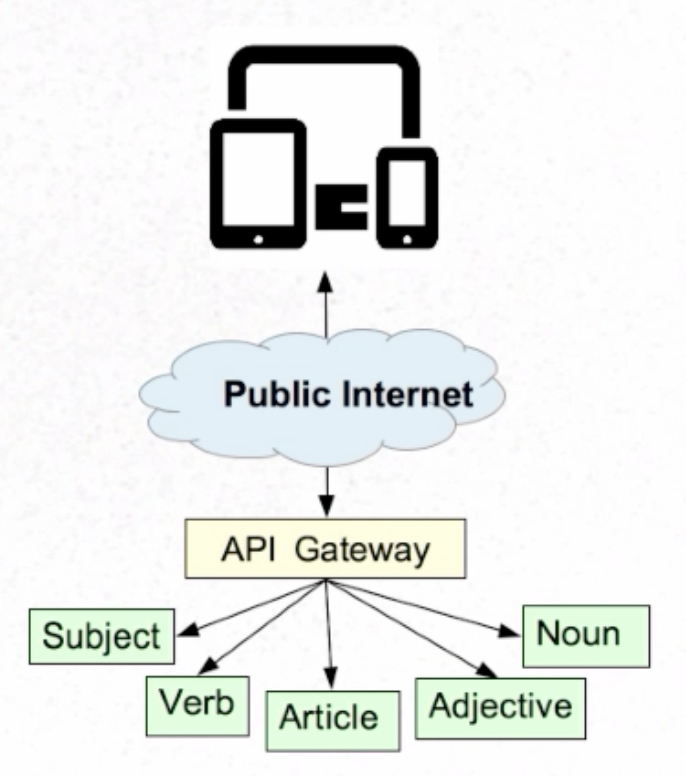 Public Internet
API Gateway
Subject
Verb
Article
Adjective
Noun